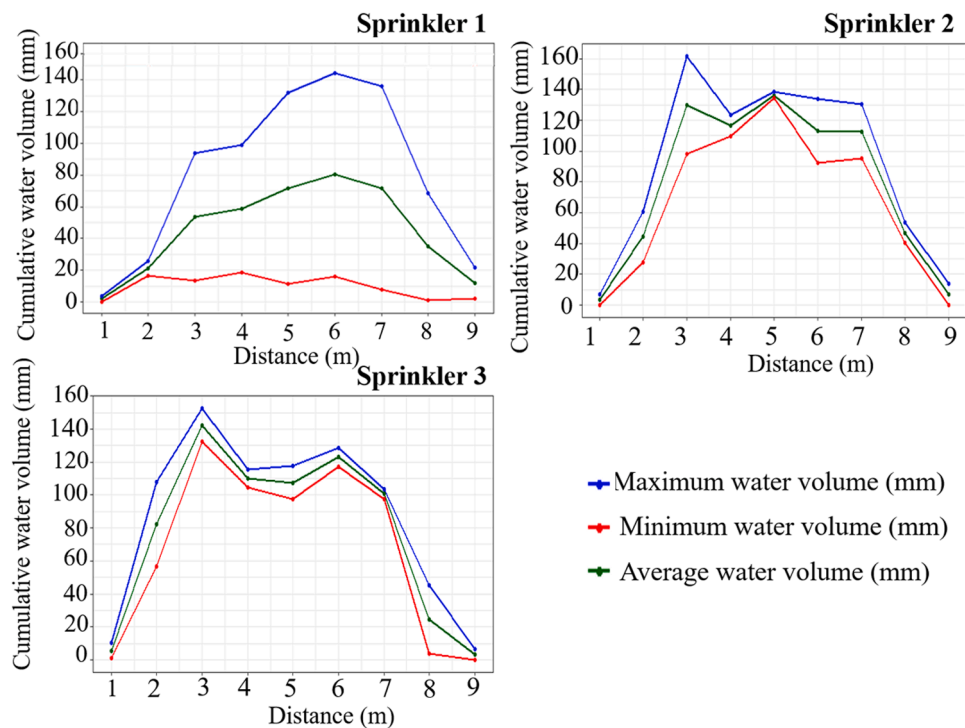 Sprinkler 1
Cumulative water volume (mm)
160
140
120
100
80
60
40
20
0
1 2 3 4 5 6 7 8 9
Distance (m)
Sprinkler 2
Cumulative water volume (mm)
160
140
120
100
80
60
40
20
0
1 2 3 4 5 6 7 8 9
Distance (m)
Sprinkler 3
Cumulative water volume (mm)
160
140
120
100
80
60
40
20
0
1 2 3 4 5 6 7 8 9
Distance (m)
Maximum water volume (mm)
Minimum water volume (mm)
Average water volume (mm)